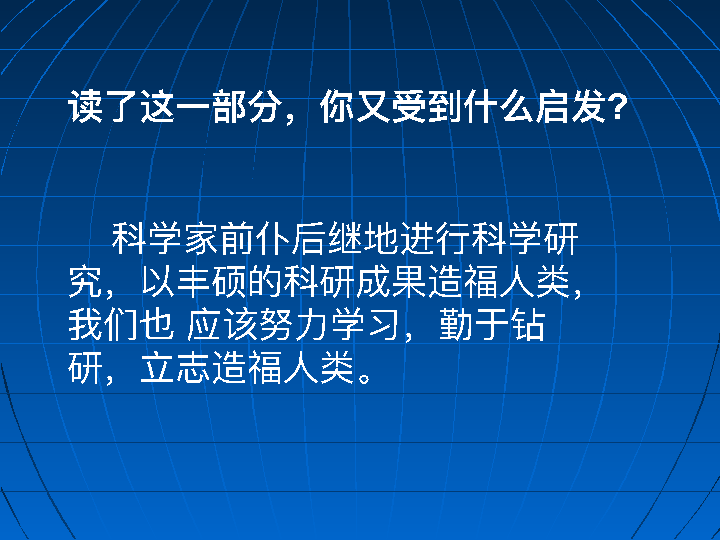 读了这一部分，你又受到什么启发?
科学家前仆后继地进行科学研
究，以丰硕的科研成果造福人类，
我们也 应该努力学习，勤于钻
研，立志造福人类。